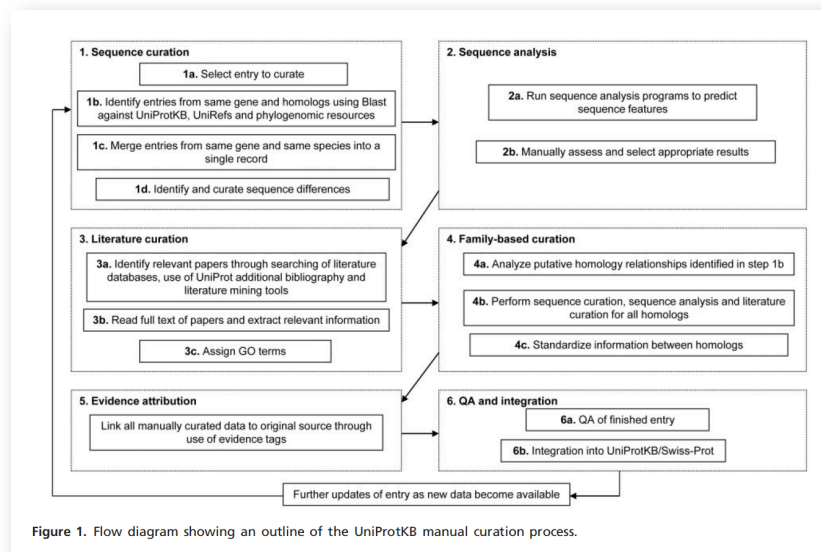 1. Sequence curation
1a. Select entry to curate
1b. Identify entries from same gene and homologs using Blast
against UniProtKB, UniRefs and phylogenomic resources
1c. Merge entries from same gene and same species into a
single record
1d. Identify and curate sequence differences
2. Sequence analysis
2a. Run sequence analysis programs to predict
sequence features
2b. Manually assess and select appropriate results
3. Literature curation
3a. Identify relevant papers through searching of literature
databases, use of UniProt additional bibliography and
literature mining tools
3b. Read full text of papers and extract relevant information
3c. Assign GO terms
4. Family-based curation
4a. Analyze putative homology relationships identified in step 1b
4b. Perform sequence curation, sequence analysis and literature
curation for all homologs
4c. Standardize information between homologs
5. Evidence attribution
Link all manually curated data to original source through
use of evidence tags
6. QA and integration
6a. QA of finished entry
6b. Integration into UniProtKB/Swiss-Prot
Further updates of entry as new data become available
Figure 1. Flow diagram showing an outline of the UniProtKB manual curation process.